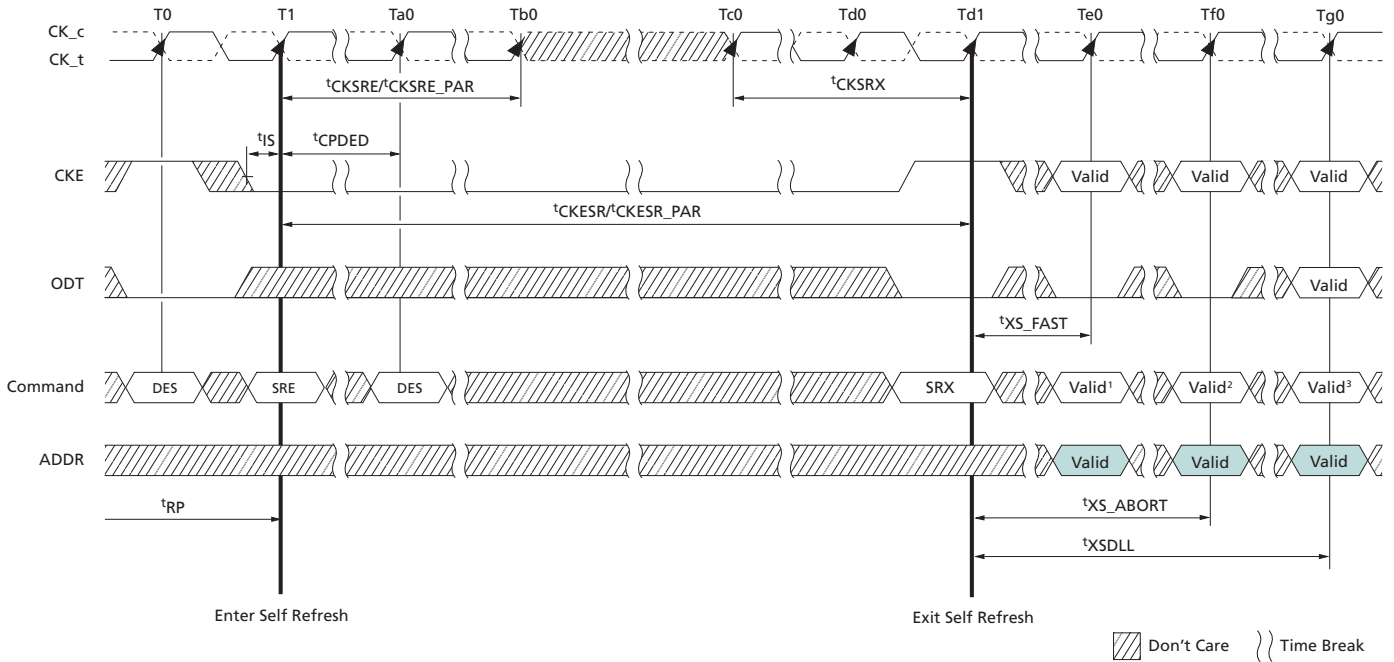 T0 T1 Ta0 Tb0 Tc0 Td0 Td1 Te0 Tf0 Tg0
CK_c
CK_t
tCKSRE/tCKSRE_PAR tCKSRX
tIS tCPDED
CKE Valid Valid Valid
tCKESR/tCKESR_PAR
ODT Valid
tXS_FAST
Command DES SRE DES SRX Valid¹ Valid² Valid³
ADDR Valid Valid Valid
tRP tXS_ABORT
tXSDLL
Enter Self Refresh Exit Self Refresh
Don't Care Time Break